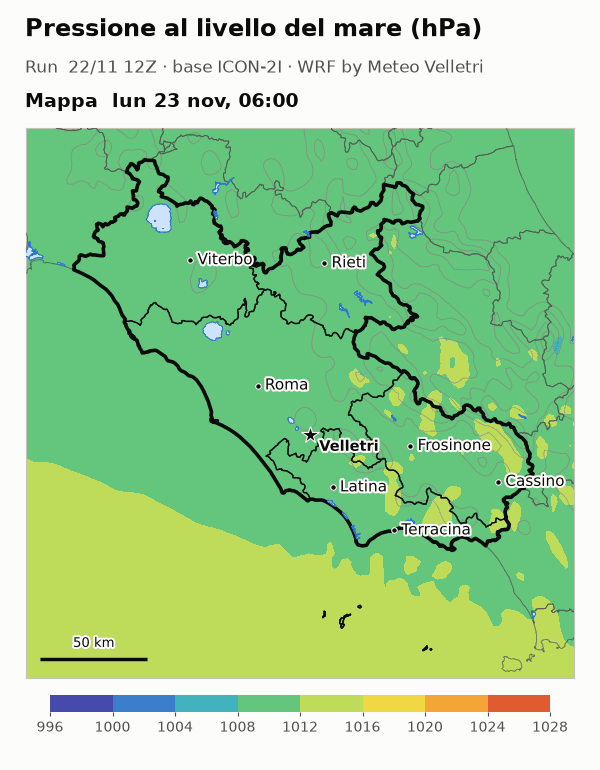 Pressione al livello del mare (hPa)
Run 22/11 12Z · base ICON-2I · WRF by Meteo Velletri
Mappa lun 23 nov, 06:00
Viterbo
Rieti
Roma
Velletri
Frosinone
Cassino
Latina
Terracina
50 km
996 1000 1004 1008 1012 1016 1020 1024 1028